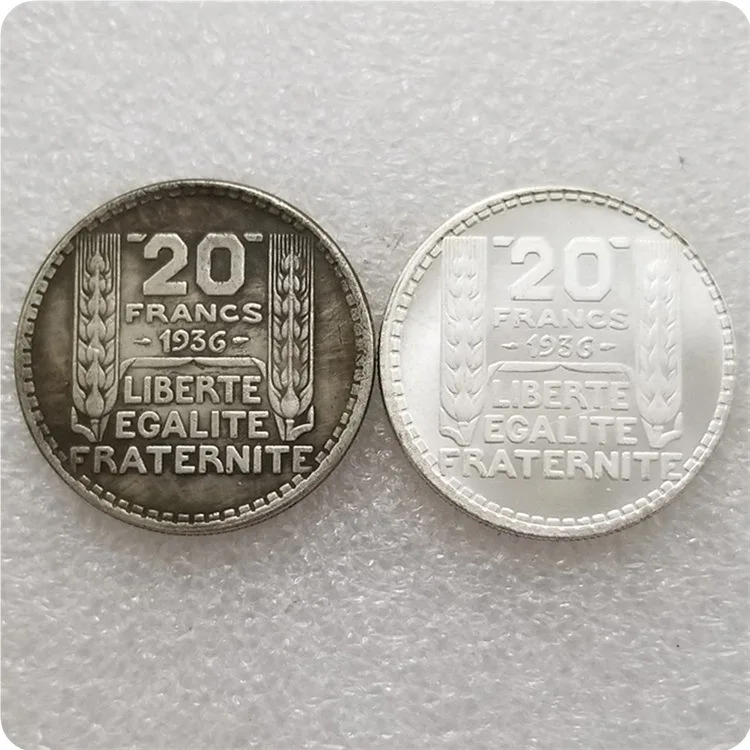 20
FRANCS
- 1936 -
LIBERTE
EGALITE
FRATERNITE
20
FRANCS
- 1936 -
LIBERTE
EGALITE
FRATERNITE